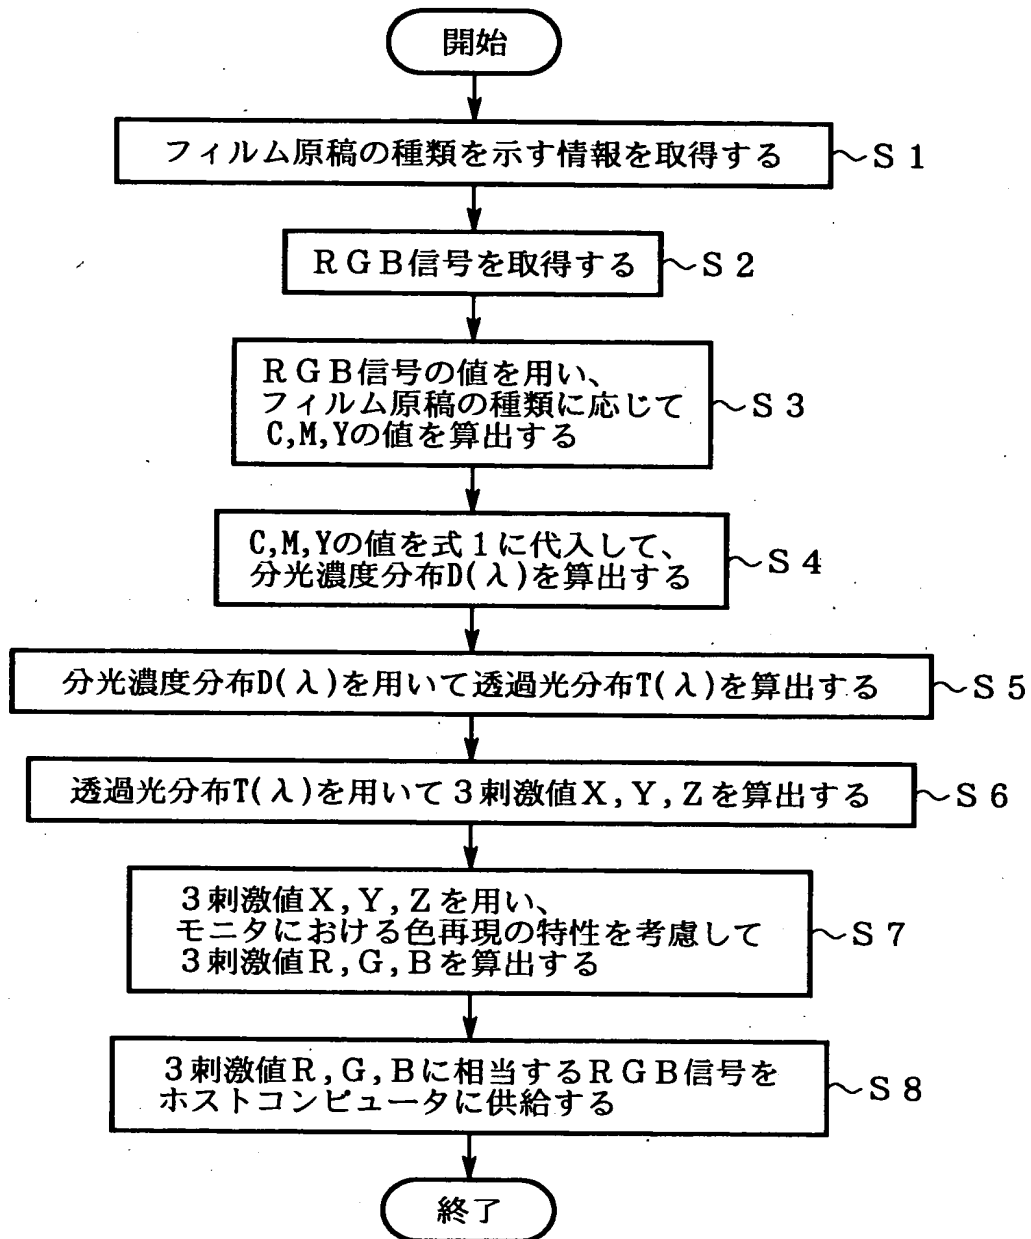 開始
フィルム原稿の種類を示す情報を取得する ～S1
RGB信号を取得する ～S2
RGB信号の値を用い、
フィルム原稿の種類に応じて ～S3
C,M,Yの値を算出する
C,M,Yの値を式1に代入して、 ～S4
分光濃度分布D(λ)を算出する
分光濃度分布D(λ)を用いて透過光分布T(λ)を算出する ～S5
透過光分布T(λ)を用いて3刺激値X,Y,Zを算出する ～S6
3刺激値X,Y,Zを用い、
モニタにおける色再現の特性を考慮して ～S7
3刺激値R,G,Bを算出する
3刺激値R,G,Bに相当するRGB信号を ～S8
ホストコンピュータに供給する
終了